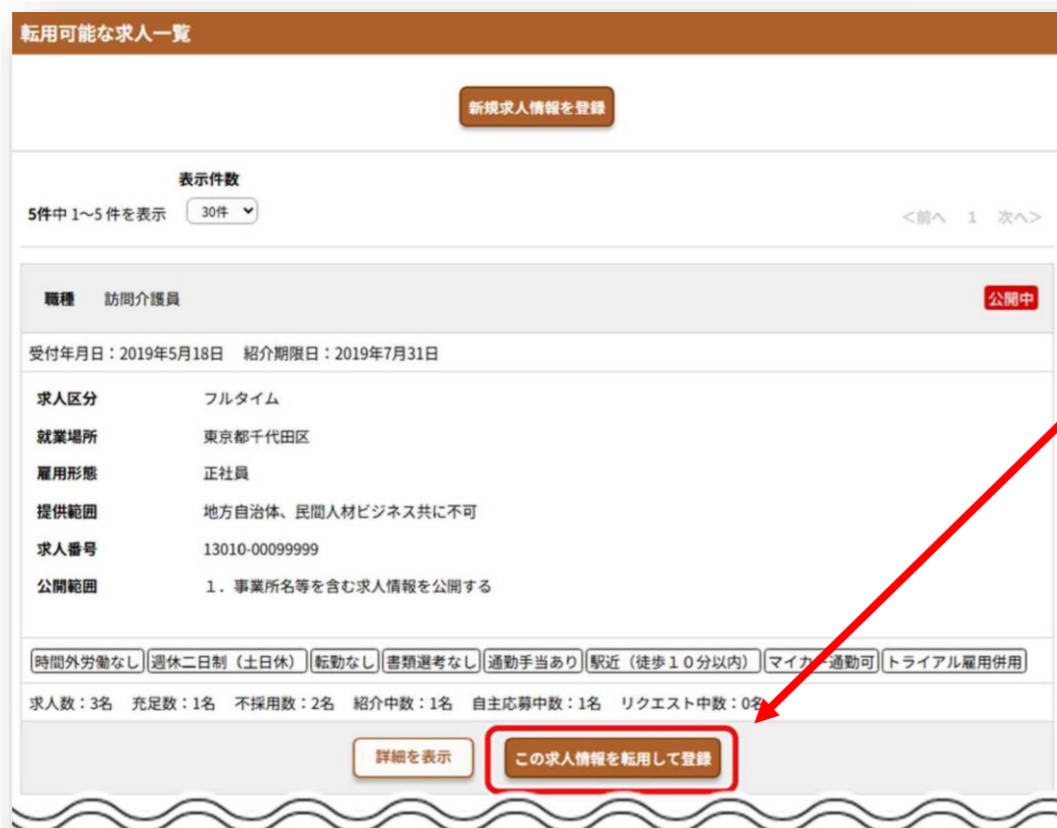 転用可能な求人一覧
新規求人情報を登録
表示件数
5件中 1～5 件を表示 30件 <前へ 1 次へ>
職種 訪問介護員 公開中
受付年月日：2019年5月18日 紹介期限日：2019年7月31日
求人区分 フルタイム
就業場所 東京都千代田区
雇用形態 正社員
提供範囲 地方自治体、民間人材ビジネス共に不可
求人番号 13010-00099999
公開範囲 １．事業所名等を含む求人情報を公開する
時間外労働なし 週休二日制（土日休） 転勤なし 書類選考なし 通勤手当あり 駅近（徒歩１０分以内） マイカー通勤可 トライアル雇用併用
求人数：3名 充足数：1名 不採用数：2名 紹介中数：1名 自主応募中数：1名 リクエスト中数：0名
詳細を表示 この求人情報を転用して登録